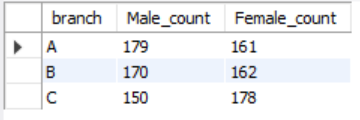 branch Male_count Female_count
A 179 161
B 170 162
C 150 178